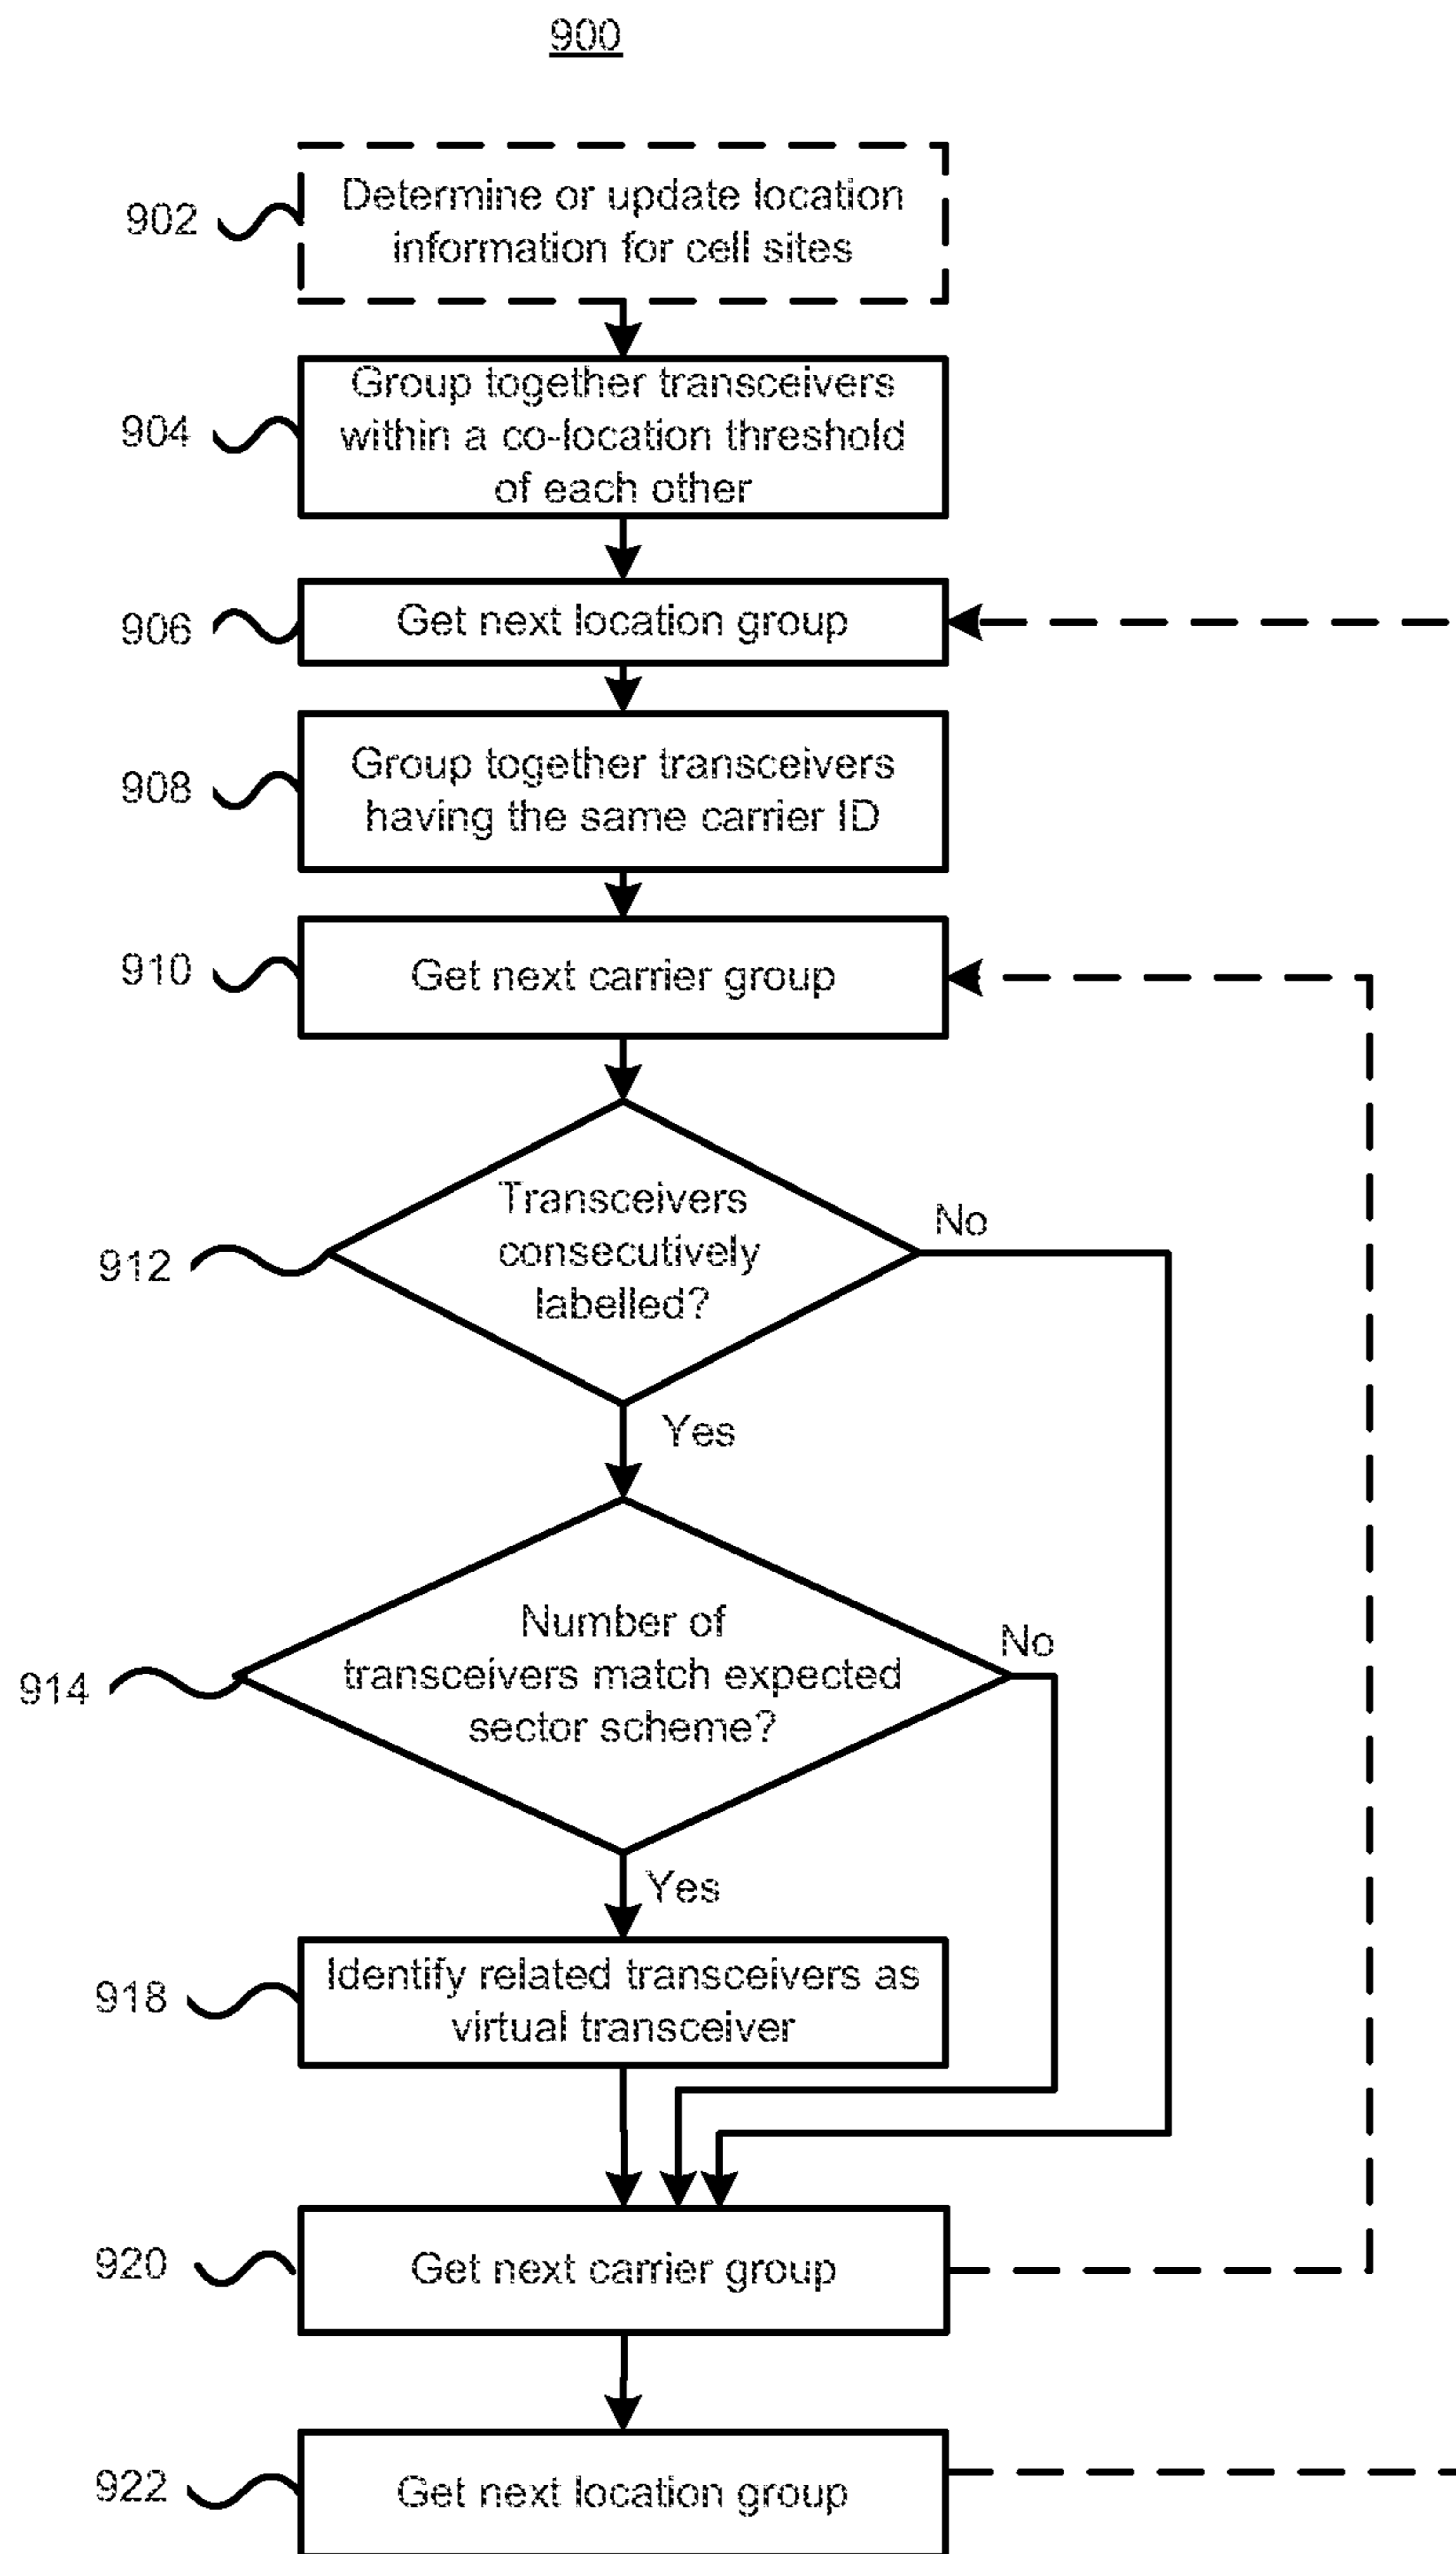 900
902
Determine or update location
information for cell sites
904
Group together transceivers
within a co-location threshold
of each other
906
Get next location group
908
Group together transceivers
having the same carrier ID
910
Get next carrier group
912
Transceivers
consecutively
labelled?
No
Yes
914
Number of
transceivers match expected
sector scheme?
No
Yes
918
Identify related transceivers as
virtual transceiver
920
Get next carrier group
922
Get next location group